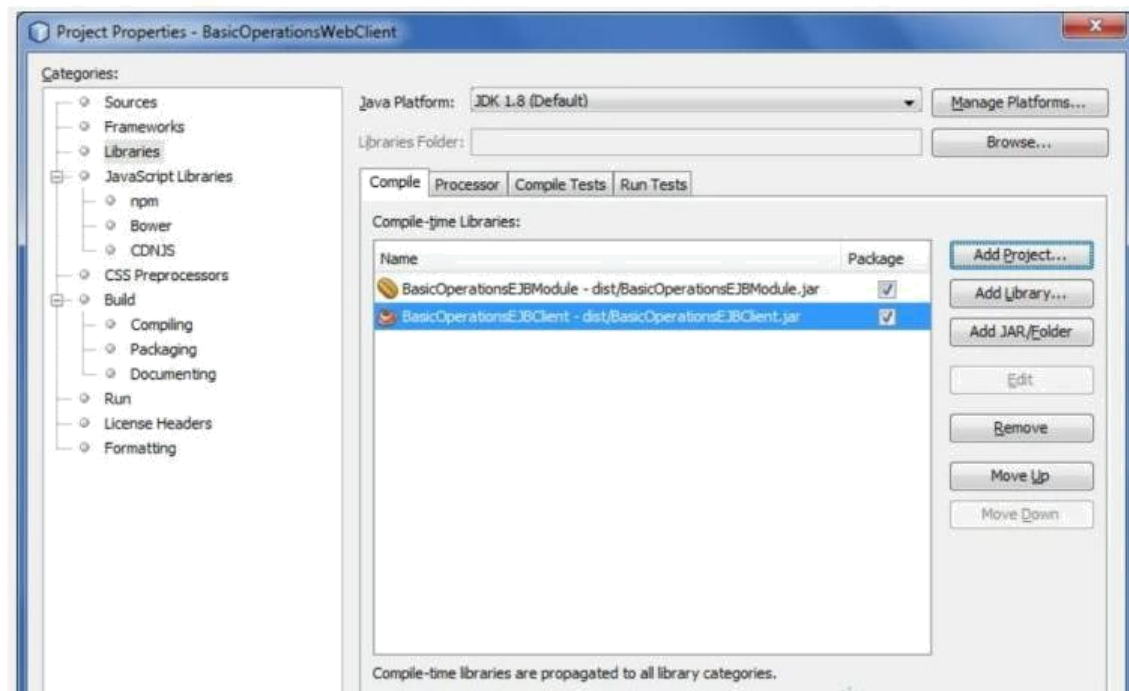 Project Properties - BasicOperationsWebClient
Categories:
Sources
Frameworks
Libraries
JavaScript Libraries
npm
Bower
CDNJS
CSS Preprocessors
Build
Compiling
Packaging
Documenting
Run
License Headers
Formatting
Java Platform: JDK 1.8 (Default) Manage Platforms...
Libraries Folder: Browse...
Compile Processor Compile Tests Run Tests
Compile-time Libraries:
Name Package
BasicOperationsEJBModule - dist/BasicOperationsEJBModule.jar
BasicOperationsEJBClient - dist/BasicOperationsEJBClient.jar
Add Project...
Add Library...
Add JAR/Folder
Edit
Remove
Move Up
Move Down
Compile-time libraries are propagated to all library categories.